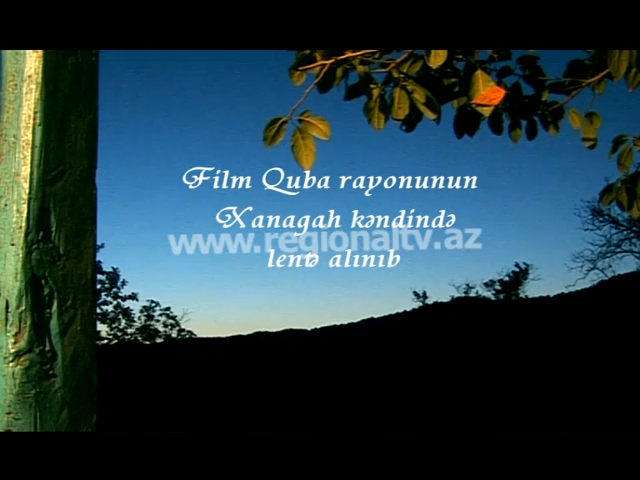 Film Quba rayonunun
Xanagah kəndində
www.regionaltv.az
lentə alınıb